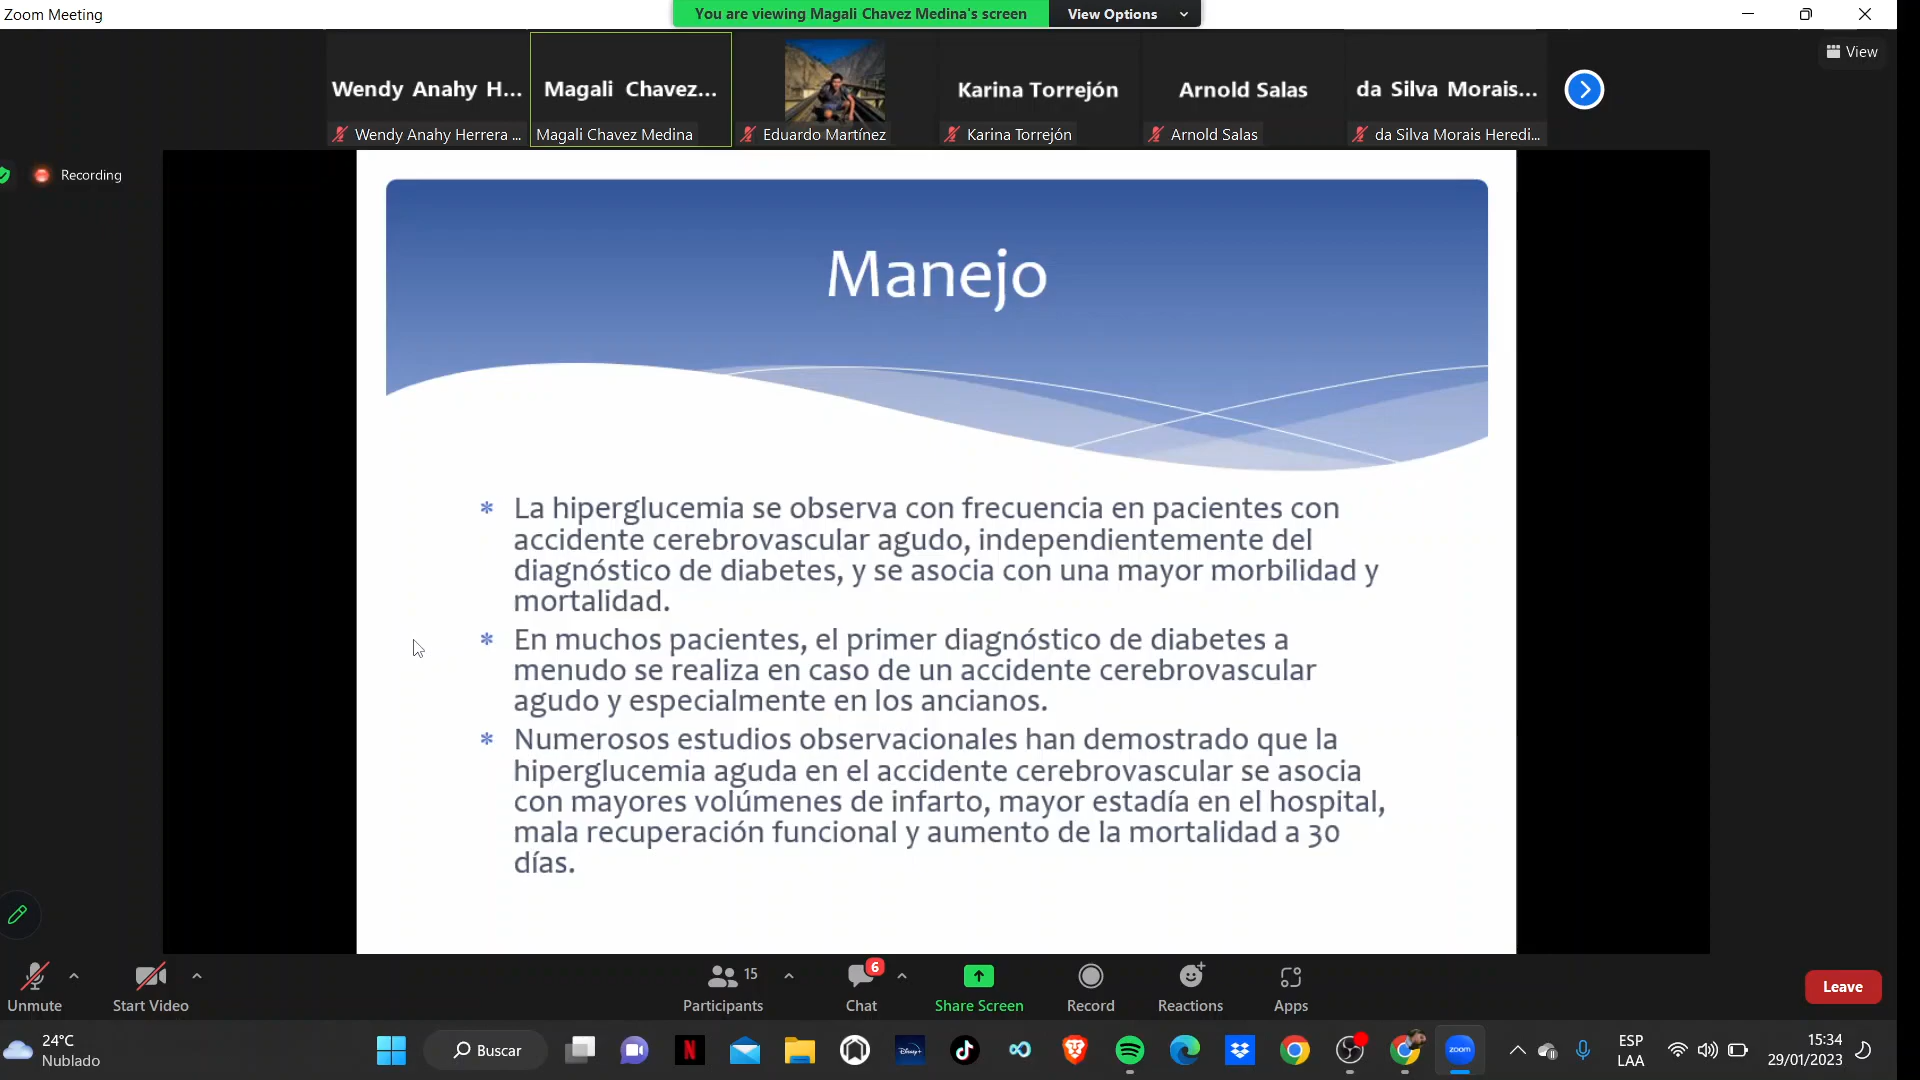 Zoom Meeting
You are viewing Magali Chavez Medina's screen
View Options
View
Wendy Anahy H...
Magali Chavez...
Karina Torrejón
Arnold Salas
da Silva Morais...
Wendy Anahy Herrera ...
Magali Chavez Medina
Eduardo Martínez
Karina Torrejón
Arnold Salas
da Silva Morais Heredi...
Recording
Manejo
* La hiperglucemia se observa con frecuencia en pacientes con
accidente cerebrovascular agudo, independientemente del
diagnóstico de diabetes, y se asocia con una mayor morbilidad y
mortalidad.
* En muchos pacientes, el primer diagnóstico de diabetes a
menudo se realiza en caso de un accidente cerebrovascular
agudo y especialmente en los ancianos.
* Numerosos estudios observacionales han demostrado que la
hiperglucemia aguda en el accidente cerebrovascular se asocia
con mayores volúmenes de infarto, mayor estadía en el hospital,
mala recuperación funcional y aumento de la mortalidad a 30
días.
Unmute
Start Video
15
Participants
6
Chat
Share Screen
Record
Reactions
Apps
Leave
24°C
Nublado
Buscar
N
Disney+
zoom
ESP
LAA
15:34
29/01/2023